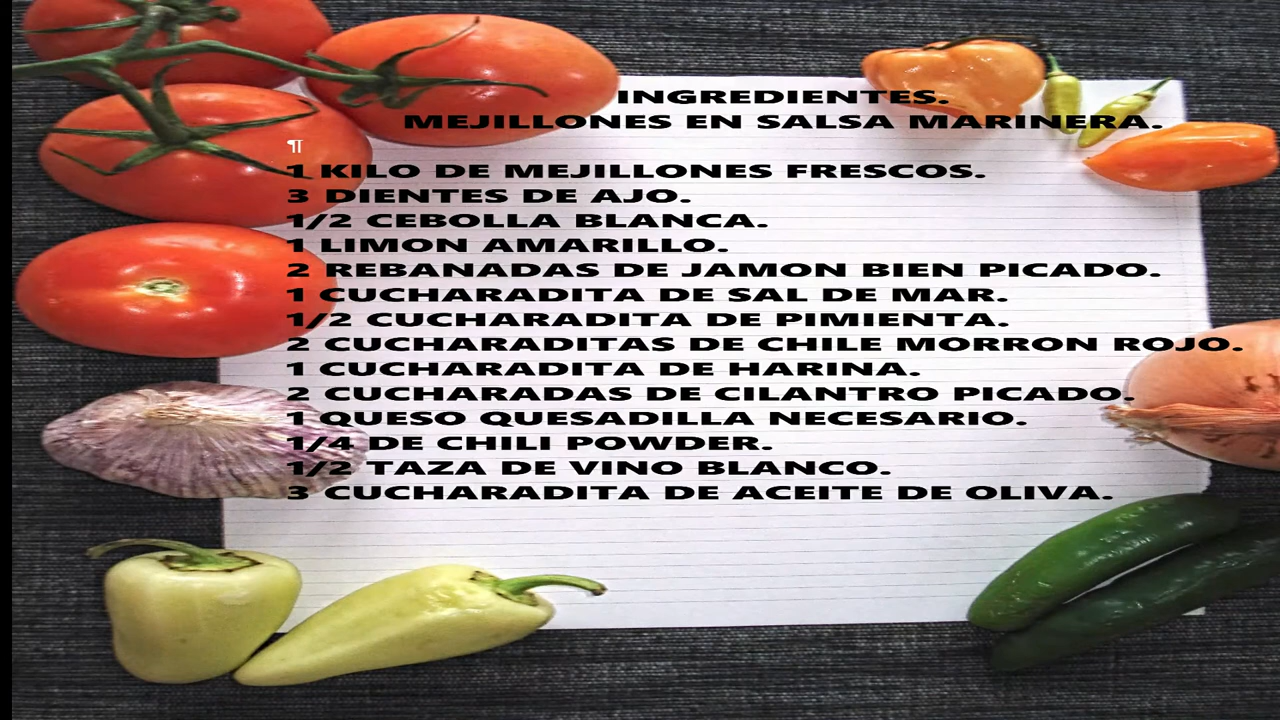 INGREDIENTES.
MEJILLONES EN SALSA MARINERA.
¶
1 KILO DE MEJILLONES FRESCOS.
3 DIENTES DE AJO.
1/2 CEBOLLA BLANCA.
1 LIMON AMARILLO.
2 REBANADAS DE JAMON BIEN PICADO.
1 CUCHARADITA DE SAL DE MAR.
1/2 CUCHARADITA DE PIMIENTA.
2 CUCHARADITAS DE CHILE MORRON ROJO.
1 CUCHARADITA DE HARINA.
2 CUCHARADAS DE CILANTRO PICADO.
1 QUESO QUESADILLA NECESARIO.
1/4 DE CHILI POWDER.
1/2 TAZA DE VINO BLANCO.
3 CUCHARADITA DE ACEITE DE OLIVA.